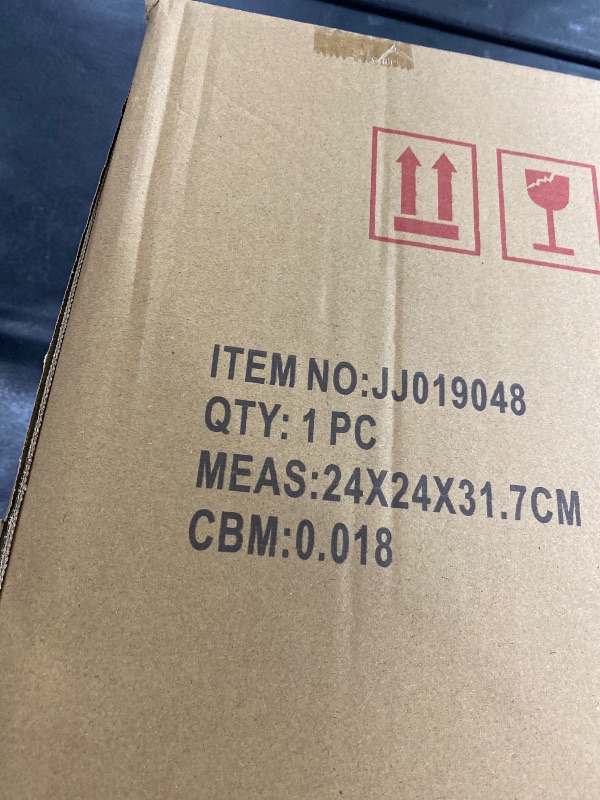 ITEM NO:JJ019048
QTY: 1 PC
MEAS:24X24X31.7CM
CBM:0.018